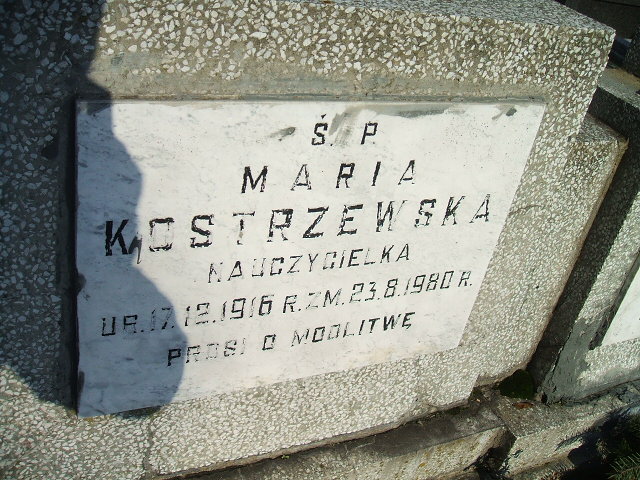 Ś. P.
MARIA
KOSTRZEWSKA
NAUCZYCIELKA
UR. 17. 12. 1916 R. ZM. 23.8.1980 R.
PROSI O MODLITWĘ